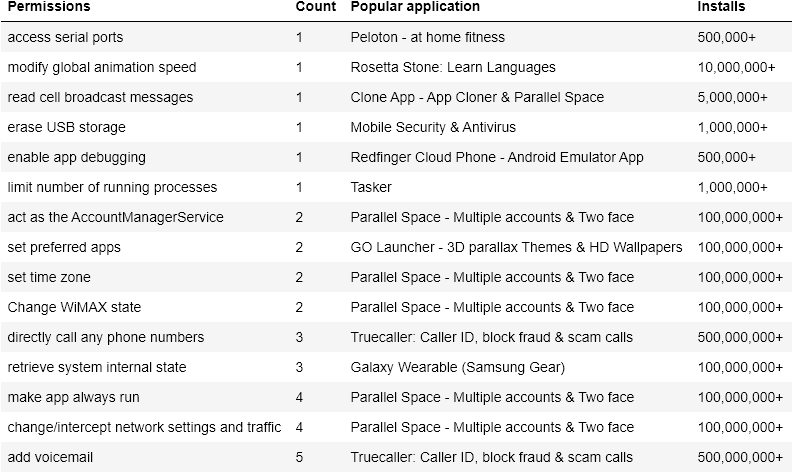 Permissions Count Popular application Installs
access serial ports 1 Peloton - at home fitness 500,000+
modify global animation speed 1 Rosetta Stone: Learn Languages 10,000,000+
read cell broadcast messages 1 Clone App - App Cloner & Parallel Space 5,000,000+
erase USB storage 1 Mobile Security & Antivirus 1,000,000+
enable app debugging 1 Redfinger Cloud Phone - Android Emulator App 500,000+
limit number of running processes 1 Tasker 1,000,000+
act as the AccountManagerService 2 Parallel Space - Multiple accounts & Two face 100,000,000+
set preferred apps 2 GO Launcher - 3D parallax Themes & HD Wallpapers 100,000,000+
set time zone 2 Parallel Space - Multiple accounts & Two face 100,000,000+
Change WiMAX state 2 Parallel Space - Multiple accounts & Two face 100,000,000+
directly call any phone numbers 3 Truecaller: Caller ID, block fraud & scam calls 500,000,000+
retrieve system internal state 3 Galaxy Wearable (Samsung Gear) 100,000,000+
make app always run 4 Parallel Space - Multiple accounts & Two face 100,000,000+
change/intercept network settings and traffic 4 Parallel Space - Multiple accounts & Two face 100,000,000+
add voicemail 5 Truecaller: Caller ID, block fraud & scam calls 500,000,000+